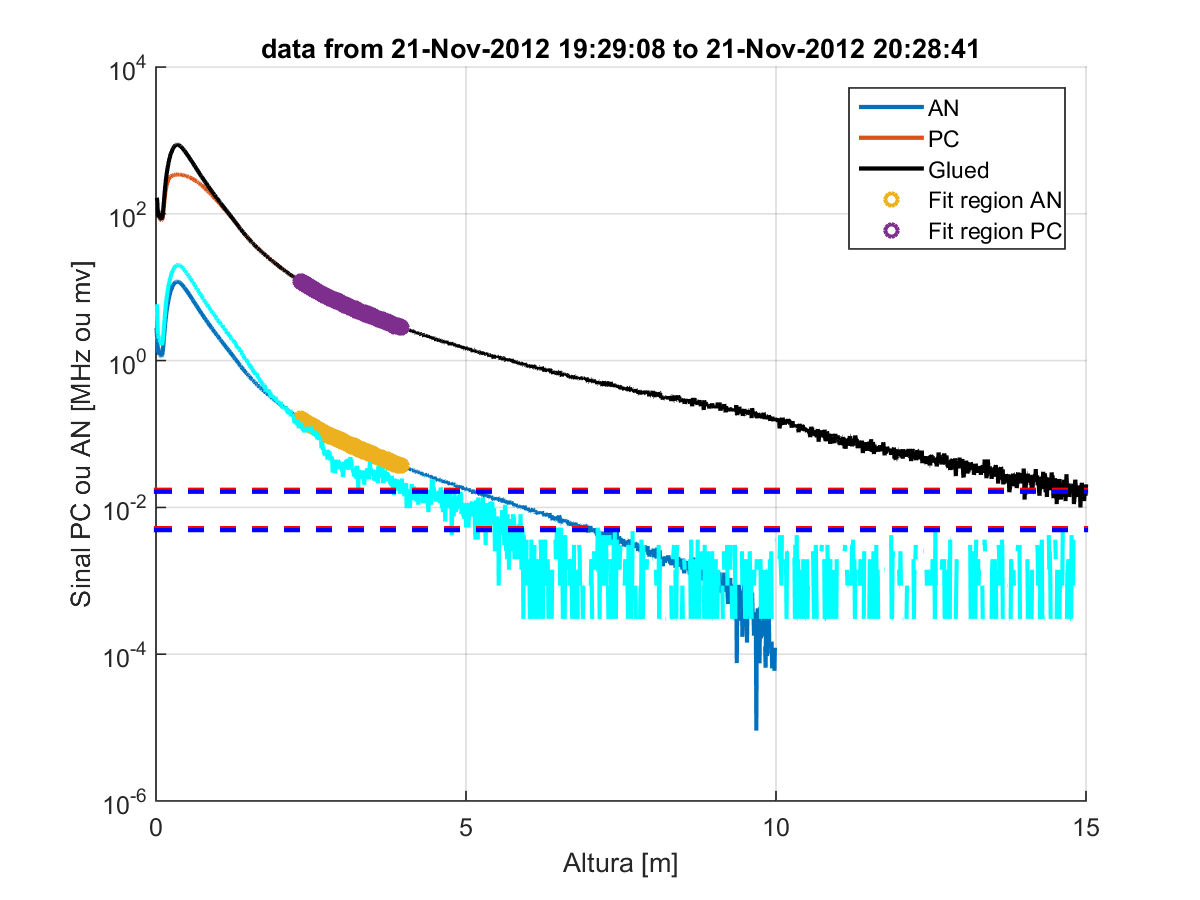 data from 21-Nov-2012 19:29:08 to 21-Nov-2012 20:28:41
10^4
10^2
10^0
10^-2
10^-4
10^-6
Sinal PC ou AN [MHz ou mv]
AN
PC
Glued
Fit region AN
Fit region PC
0 5 10 15
Altura [m]